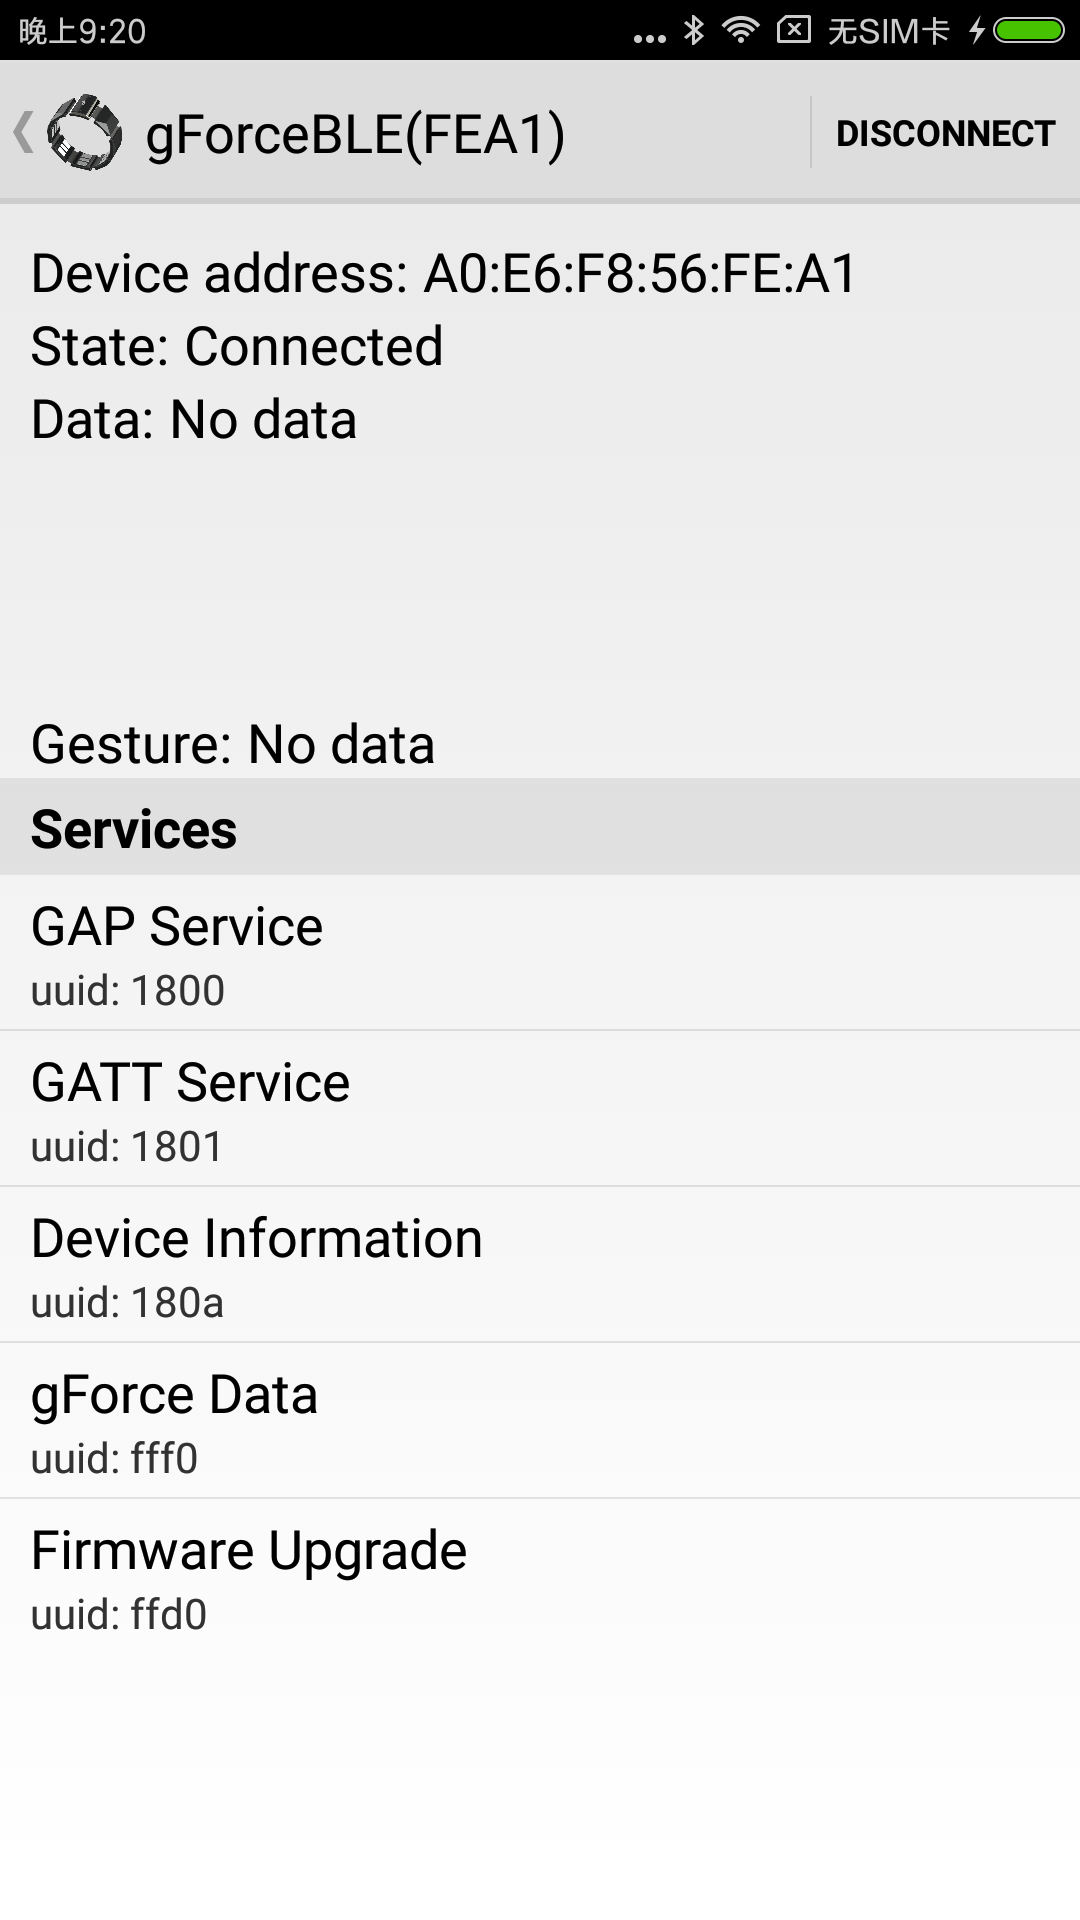 晚上9:20
无SIM卡
gForceBLE(FEA1)
DISCONNECT
Device address: A0:E6:F8:56:FE:A1
State: Connected
Data: No data
Gesture: No data
Services
GAP Service
uuid: 1800
GATT Service
uuid: 1801
Device Information
uuid: 180a
gForce Data
uuid: fff0
Firmware Upgrade
uuid: ffd0